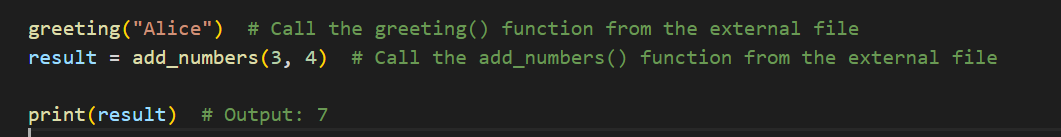 greeting("Alice")  # Call the greeting() function from the external file
result = add_numbers(3, 4)  # Call the add_numbers() function from the external file
print(result)  # Output: 7